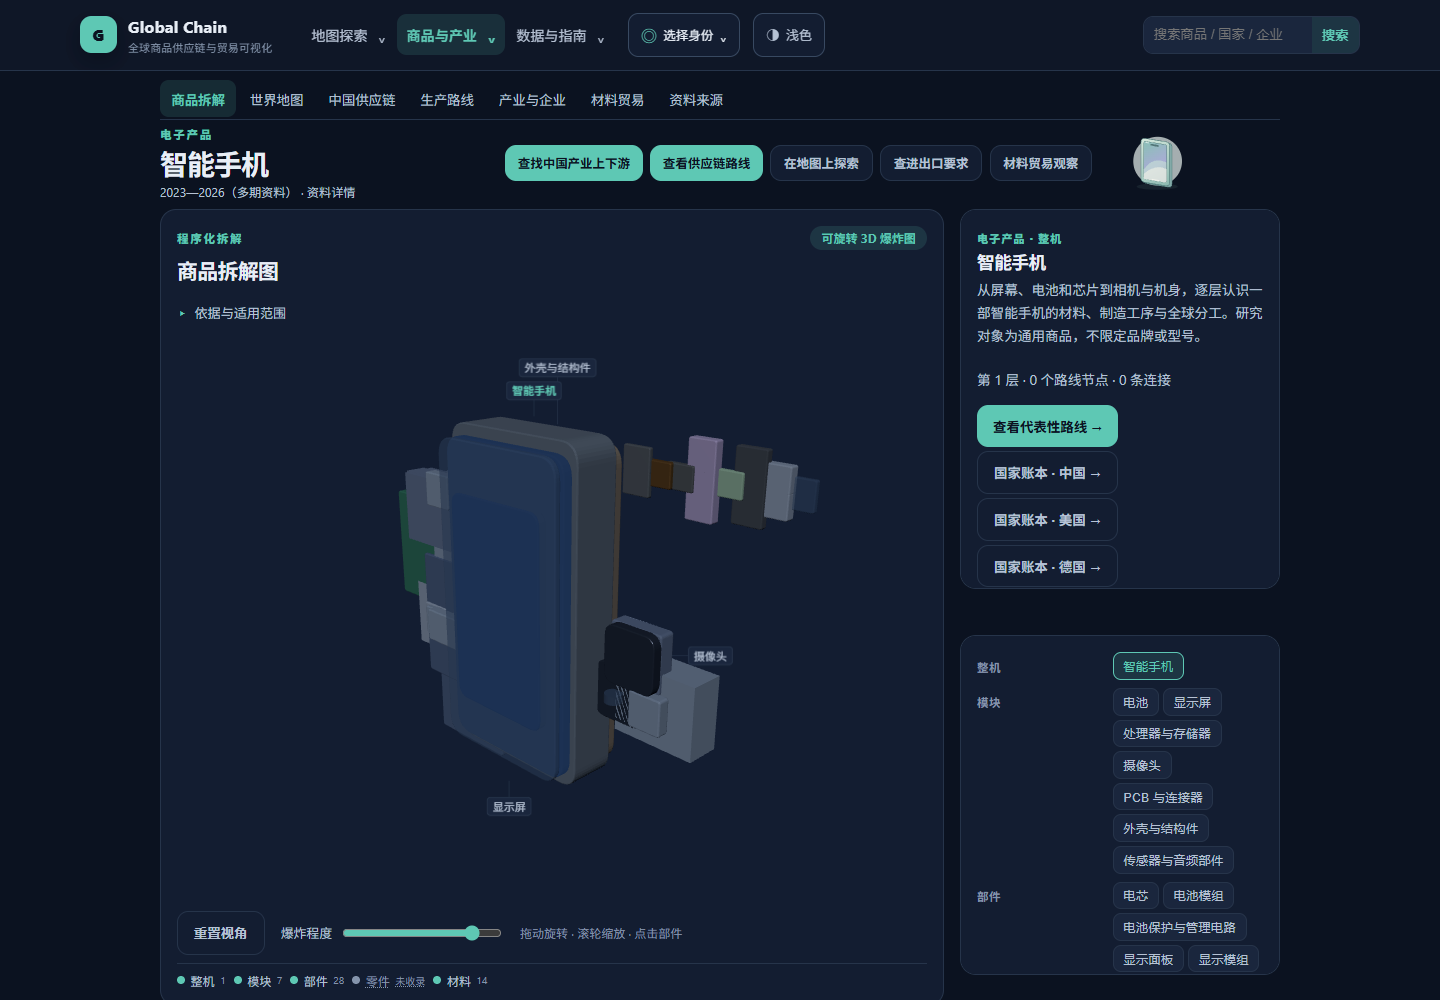 G
Global Chain
全球商品供应链与贸易可视化
地图探索
商品与产业
数据与指南
选择身份
浅色
搜索商品 / 国家 / 企业
搜索
商品拆解
世界地图
中国供应链
生产路线
产业与企业
材料贸易
资料来源
电子产品
智能手机
2023—2026（多期资料） · 资料详情
查找中国产业上下游
查看供应链路线
在地图上探索
查进出口要求
材料贸易观察
程序化拆解
可旋转 3D 爆炸图
商品拆解图
依据与适用范围
外壳与结构件
智能手机
摄像头
显示屏
重置视角
爆炸程度
拖动旋转 · 滚轮缩放 · 点击部件
整机 1
模块 7
部件 28
零件 未收录
材料 14
电子产品 · 整机
智能手机
从屏幕、电池和芯片到相机与机身，逐层认识一
部智能手机的材料、制造工序与全球分工。研究
对象为通用商品，不限定品牌或型号。
第 1 层 · 0 个路线节点 · 0 条连接
查看代表性路线 →
国家账本 · 中国 →
国家账本 · 美国 →
国家账本 · 德国 →
整机
智能手机
模块
电池
显示屏
处理器与存储器
摄像头
PCB 与连接器
外壳与结构件
传感器与音频部件
部件
电芯
电池模组
电池保护与管理电路
显示面板
显示模组